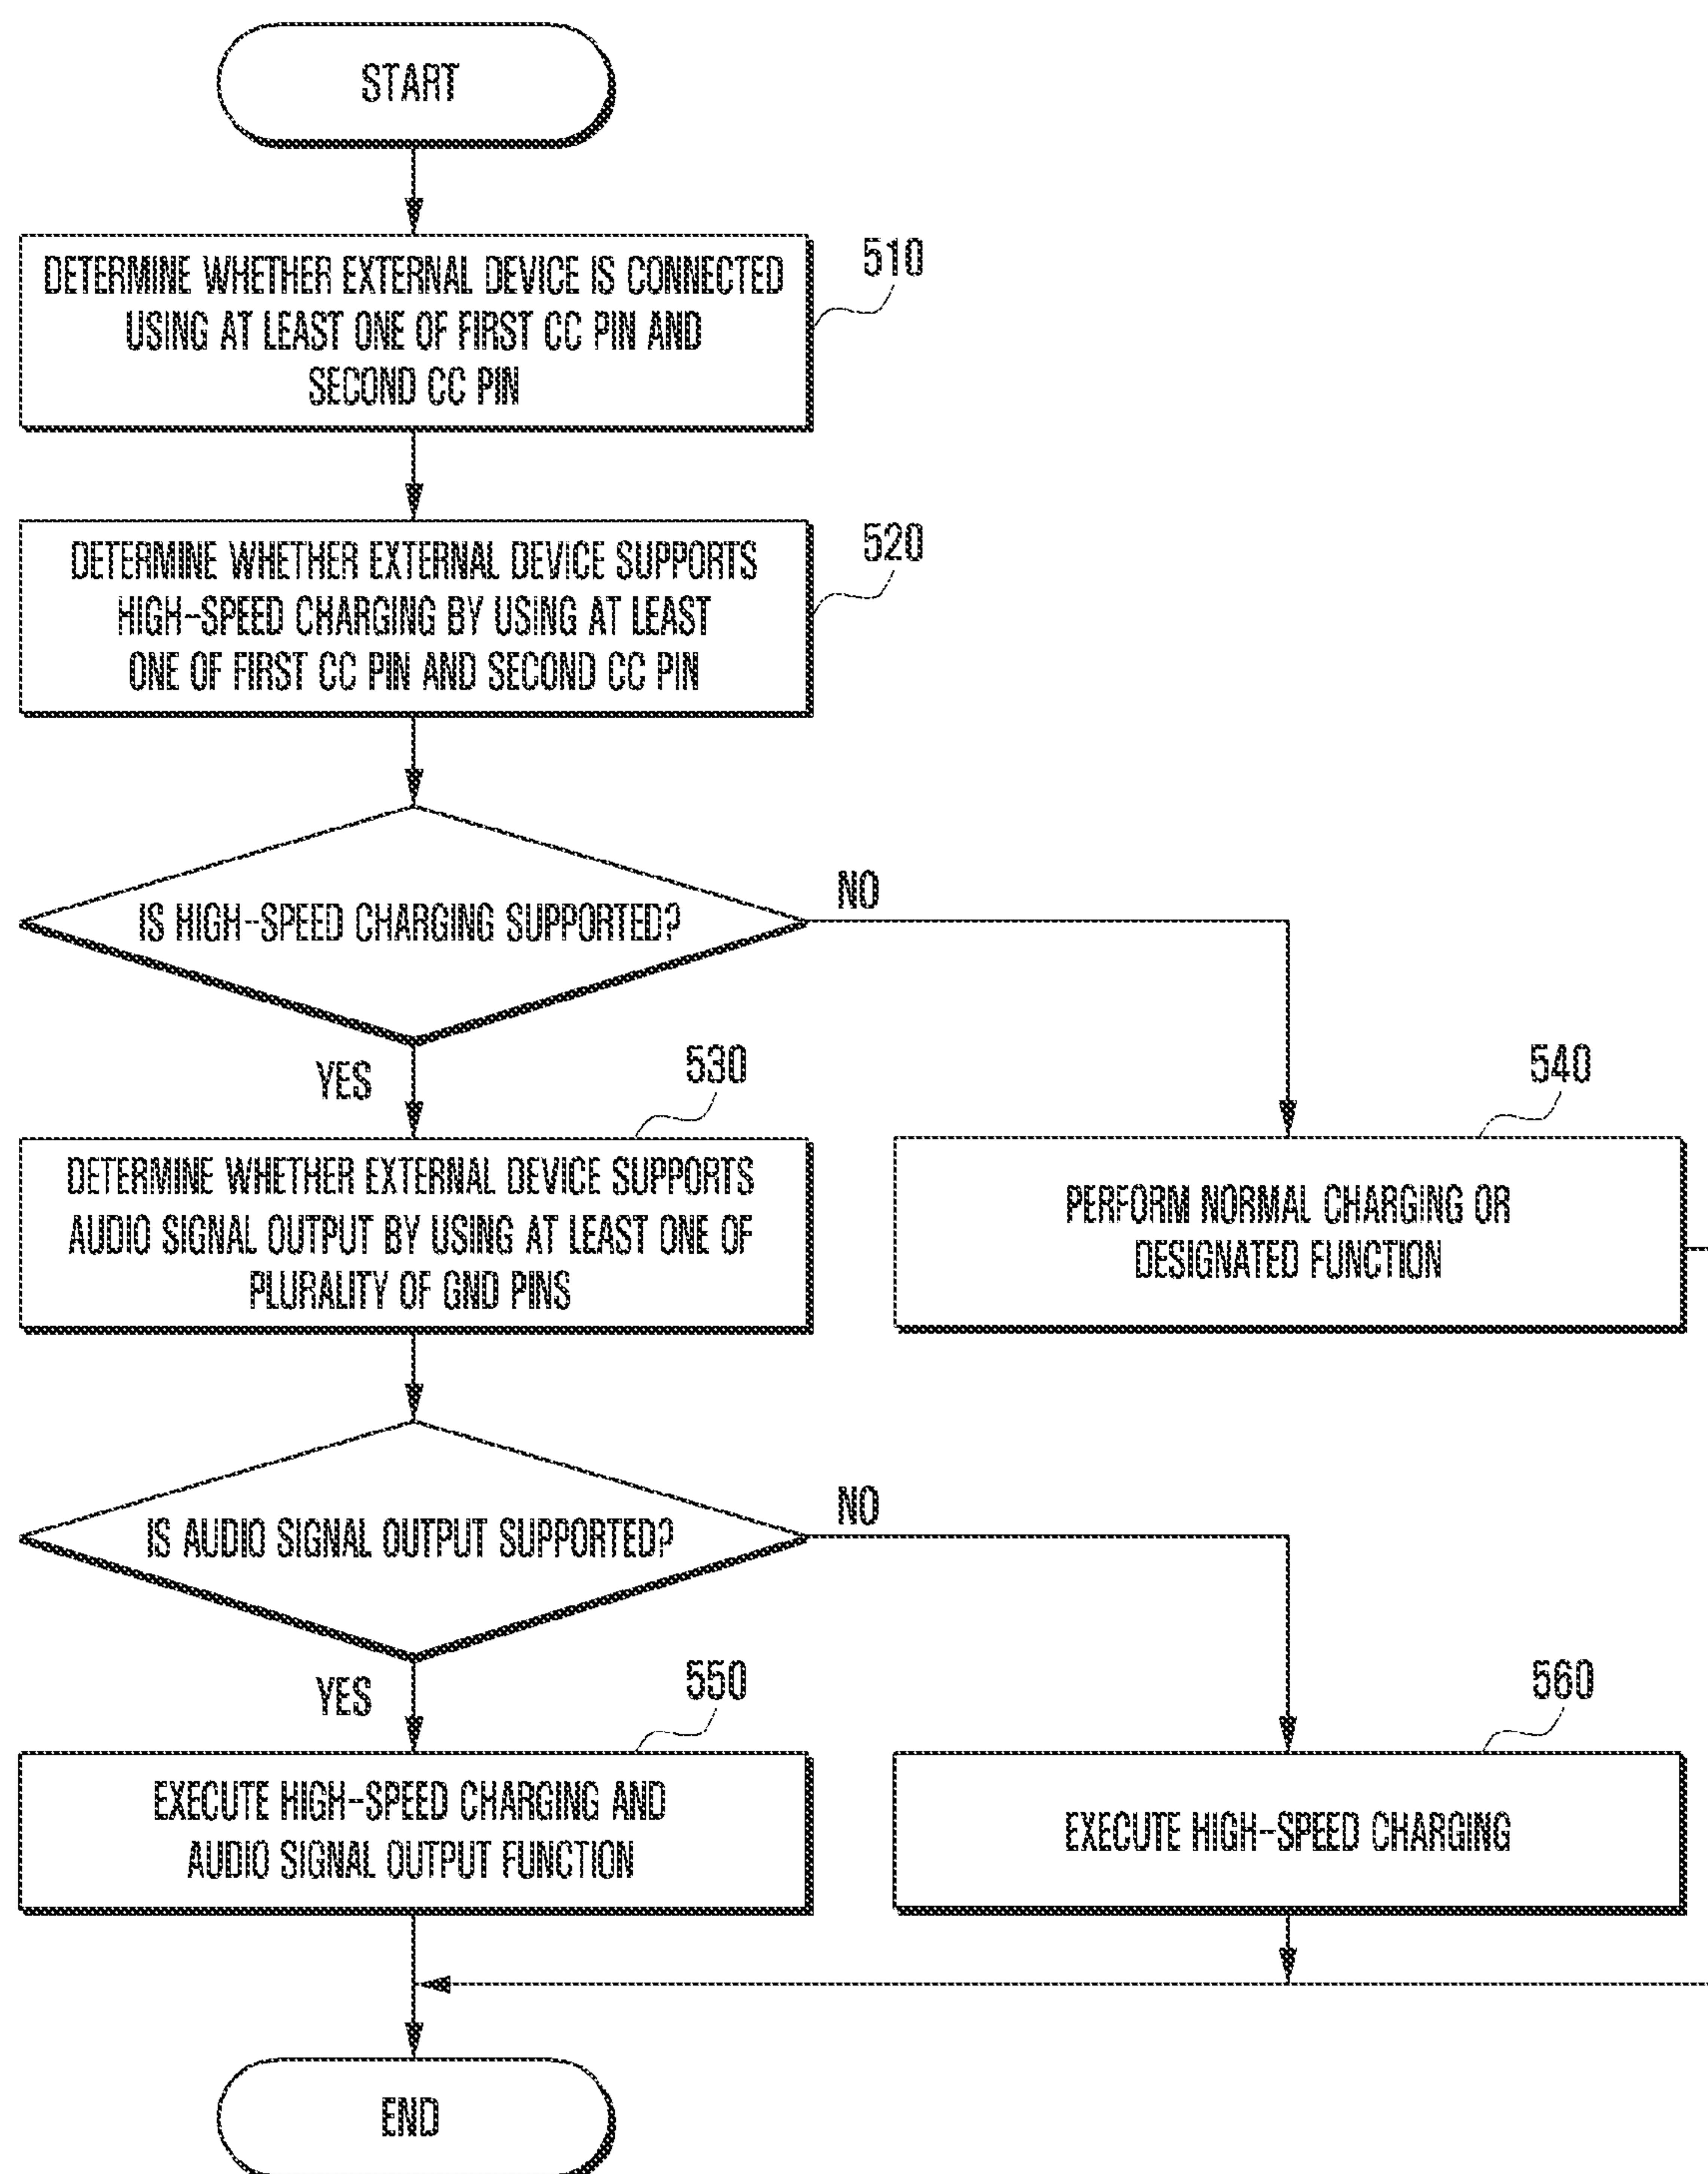 START
DETERMINE WHETHER EXTERNAL DEVICE IS CONNECTED
USING AT LEAST ONE OF FIRST CC PIN AND
SECOND CC PIN
510
DETERMINE WHETHER EXTERNAL DEVICE SUPPORTS
HIGH-SPEED CHARGING BY USING AT LEAST
ONE OF FIRST CC PIN AND SECOND CC PIN
520
IS HIGH-SPEED CHARGING SUPPORTED?
NO
YES
530
540
DETERMINE WHETHER EXTERNAL DEVICE SUPPORTS
AUDIO SIGNAL OUTPUT BY USING AT LEAST ONE OF
PLURALITY OF GND PINS
PERFORM NORMAL CHARGING OR
DESIGNATED FUNCTION
IS AUDIO SIGNAL OUTPUT SUPPORTED?
NO
YES
550
560
EXECUTE HIGH-SPEED CHARGING AND
AUDIO SIGNAL OUTPUT FUNCTION
EXECUTE HIGH-SPEED CHARGING
END